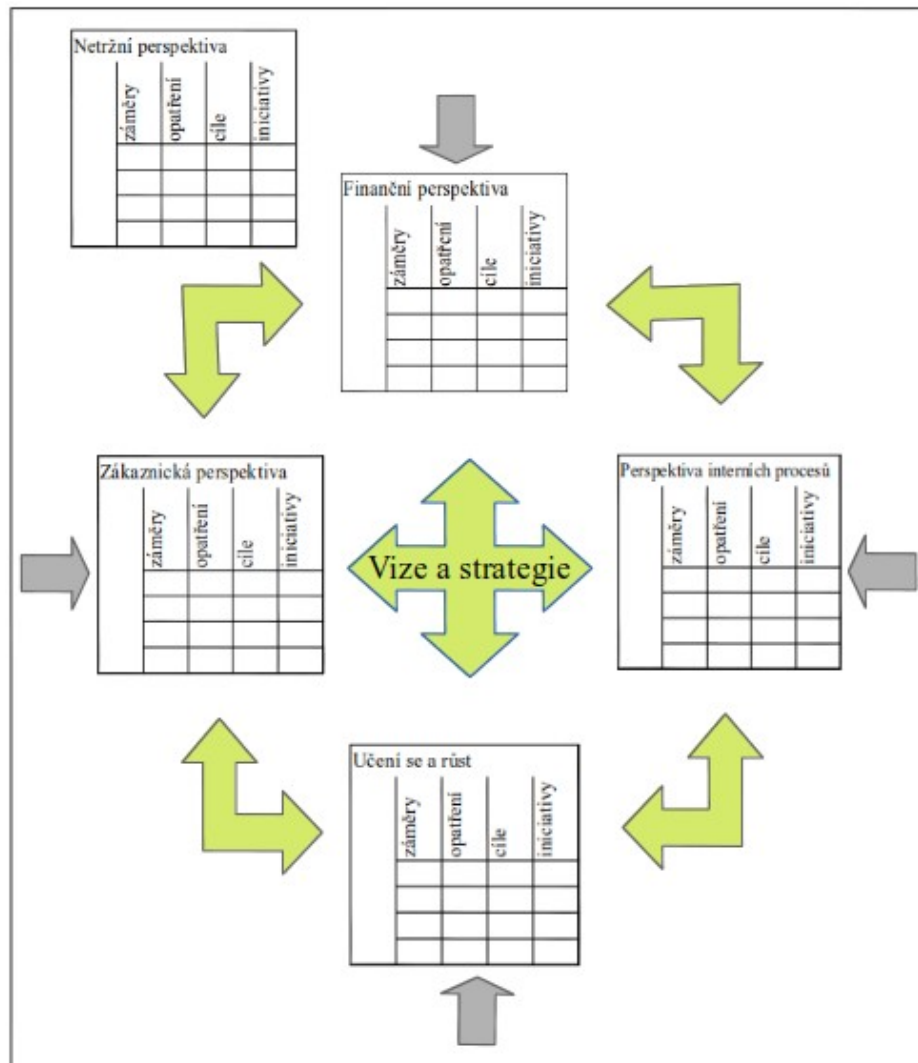 Netržní perspektiva
záměry
opatření
cíle
iniciativy
Finanční perspektiva
záměry
opatření
cíle
iniciativy
Zákaznická perspektiva
záměry
opatření
cíle
iniciativy
Vize a strategie
Perspektiva interních procesů
záměry
opatření
cíle
iniciativy
Učení se a růst
záměry
opatření
cíle
iniciativy